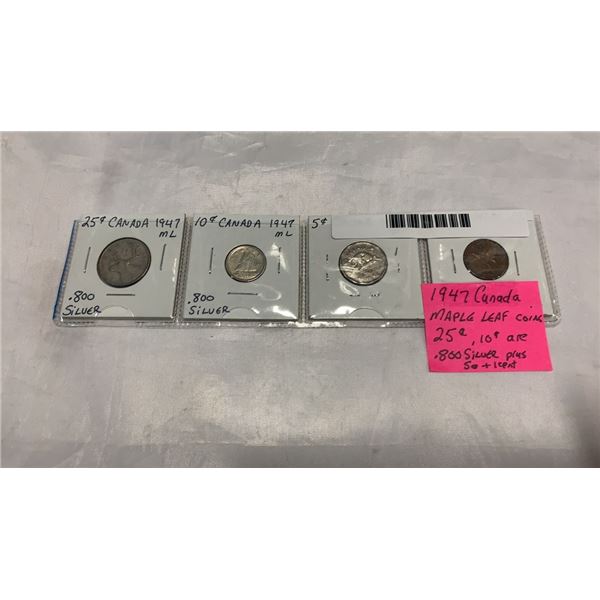 25¢ CANADA 1947
ML
.800
SILVER
10¢ CANADA 1947
ML
.800
SILVER
5¢
1947 Canada
MAPLE LEAF COINS
25¢, 10¢ are
.800 SILVER plus
5¢ + 1cent